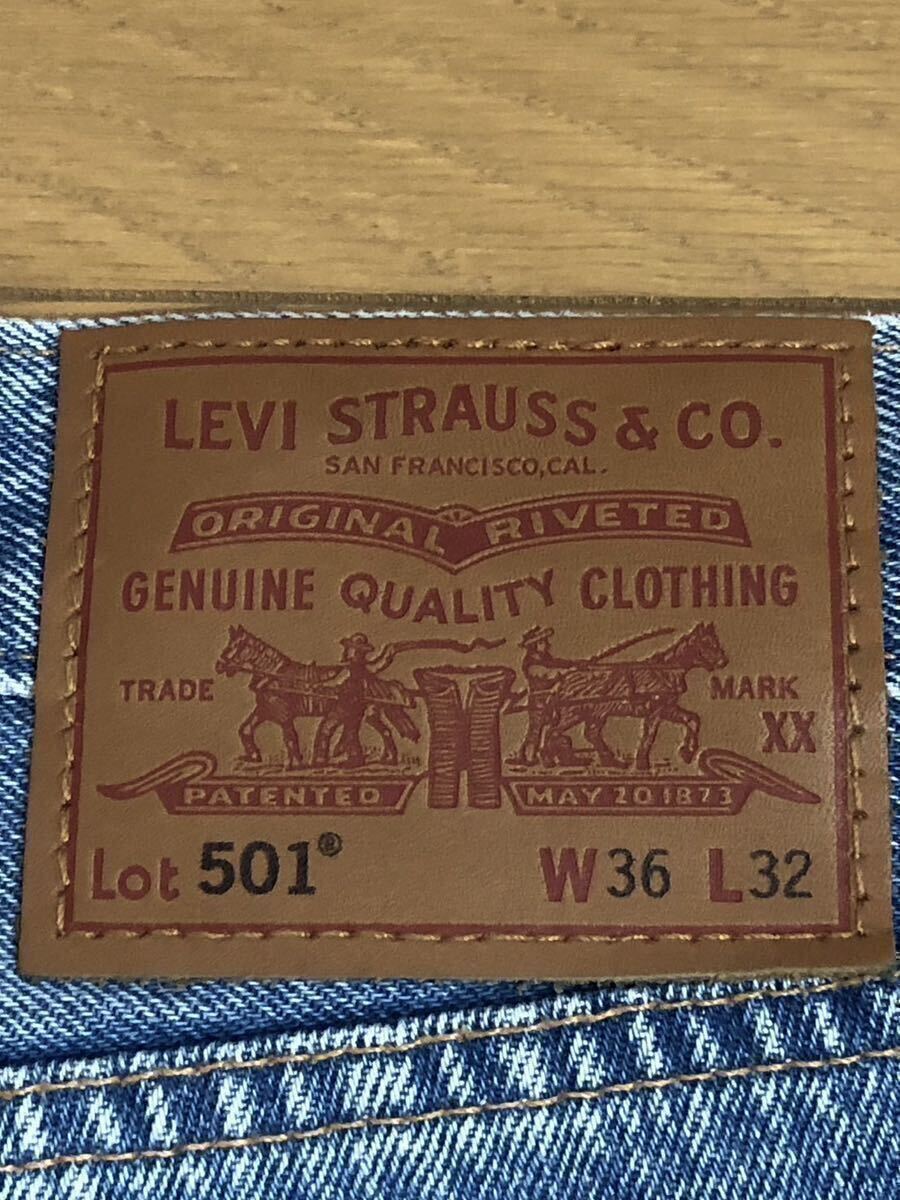 LEVI STRAUSS & CO.
SAN FRANCISCO, CAL.
ORIGINAL RIVETED
GENUINE QUALITY CLOTHING
TRADE MARK
XX
PATENTED MAY 20 1873
Lot 501® W36 L32